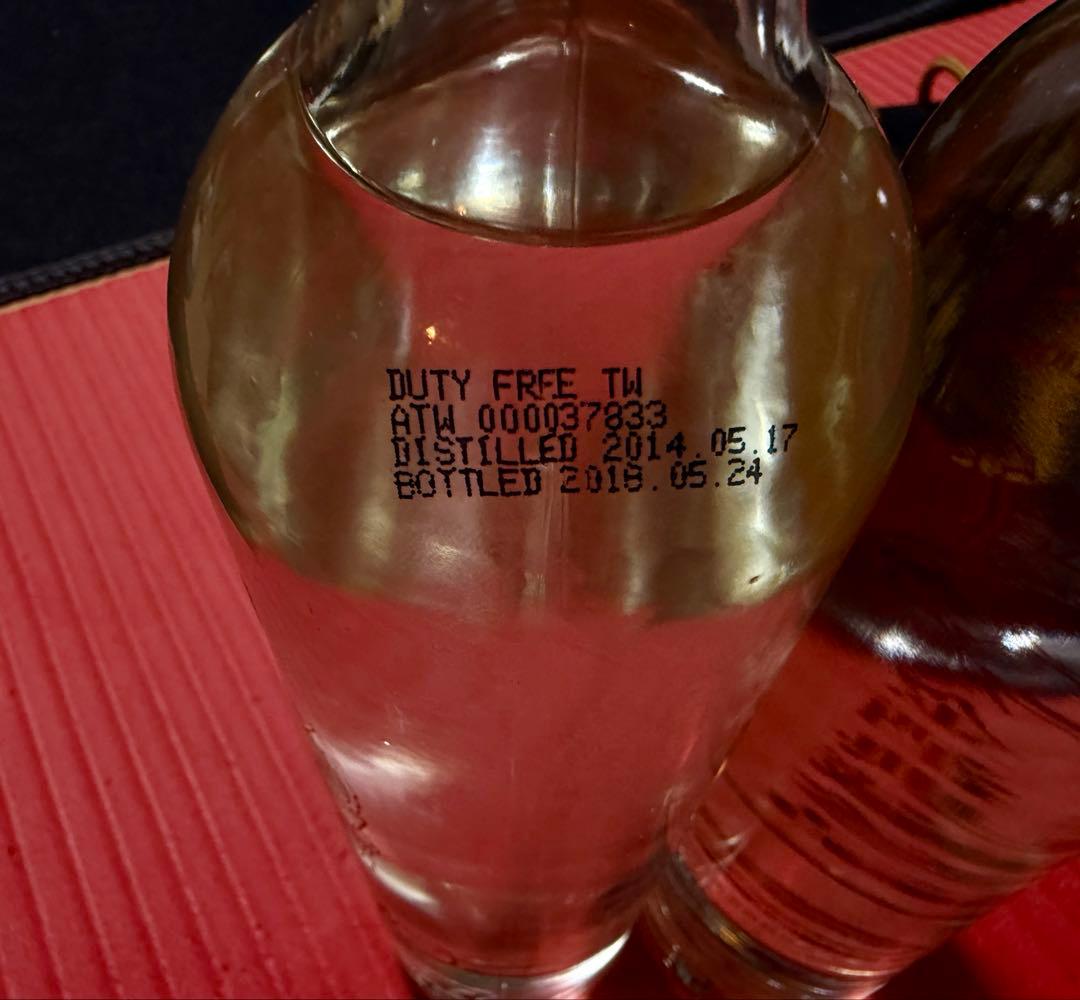 DUTY FREE TW
ATW 000037833
DISTILLED 2014.05.17
BOTTLED 2018.05.24